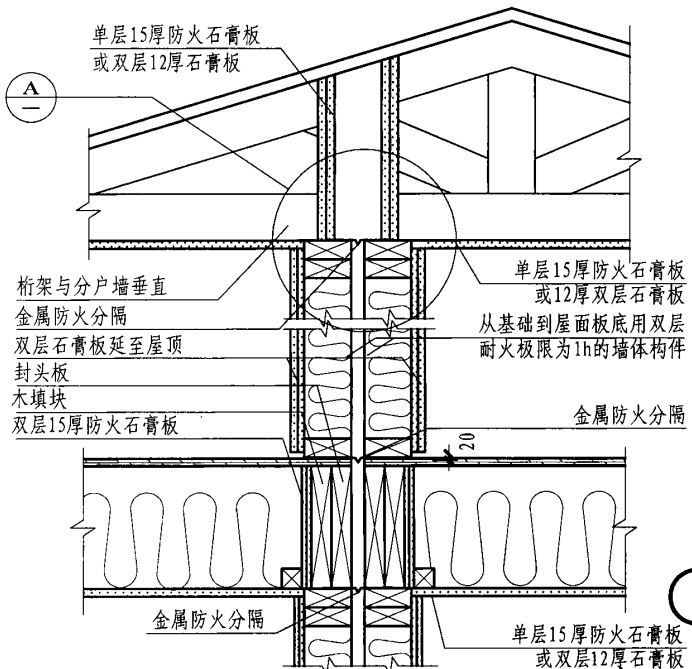 单层15厚防火石膏板
或双层12厚石膏板
A
桁架与分户墙垂直
金属防火分隔
双层石膏板延至屋顶
封头板
木填块
双层15厚防火石膏板
单层15厚防火石膏板
或12厚双层石膏板
从基础到屋面板底用双层
耐火极限为1h的墙体构件
金属防火分隔
20
金属防火分隔
单层15厚防火石膏板
或双层12厚石膏板